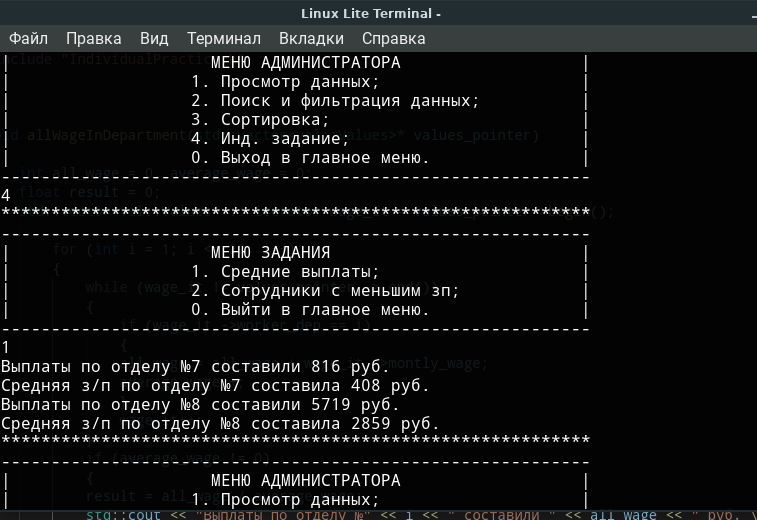 Linux Lite Terminal -
Файл Правка Вид Терминал Вкладки Справка
| МЕНЮ АДМИНИСТРАТОРА |
| 1. Просмотр данных; |
| 2. Поиск и фильтрация данных; |
| 3. Сортировка; |
| 4. Инд. задание; |
| 0. Выход в главное меню. |
-----------------------------------------------------------
4
***********************************************************
-----------------------------------------------------------
| МЕНЮ ЗАДАНИЯ |
| 1. Средние выплаты; |
| 2. Сотрудники с меньшим зп; |
| 0. Выйти в главное меню. |
-----------------------------------------------------------
1
Выплаты по отделу №7 составили 816 руб.
Средняя з/п по отделу №7 составила 408 руб.
Выплаты по отделу №8 составили 5719 руб.
Средняя з/п по отделу №8 составила 2859 руб.
***********************************************************
-----------------------------------------------------------
| МЕНЮ АДМИНИСТРАТОРА |
| 1. Просмотр данных; |
std::cout << "Выплаты по отделу №" << i << " составили " << all_wage << " руб. \